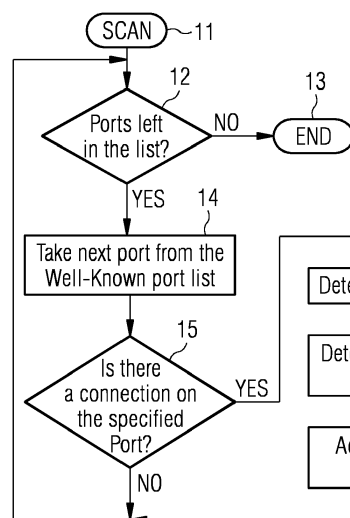 SCAN
11
12
13
Ports left
in the list?
NO
END
YES
14
Take next port from the
Well-Known port list
15
Is there
a connection on
the specified
Port?
YES
NO